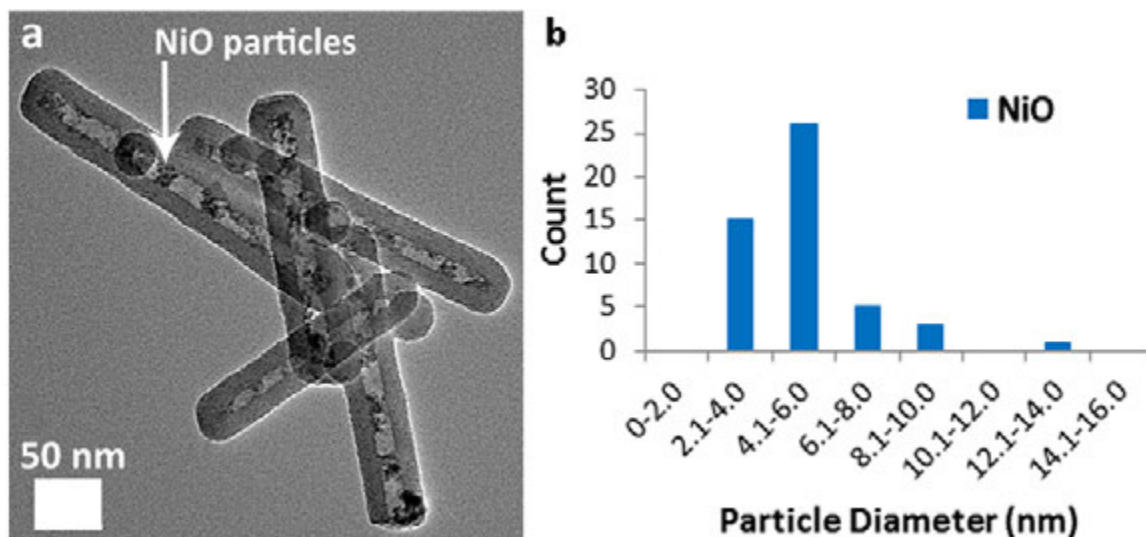 a
NiO particles
50 nm
b
NiO
30
25
20
15
10
5
0
Count
0-2.0
2.1-4.0
4.1-6.0
6.1-8.0
8.1-10.0
10.1-12.0
12.1-14.0
14.1-16.0
Particle Diameter (nm)